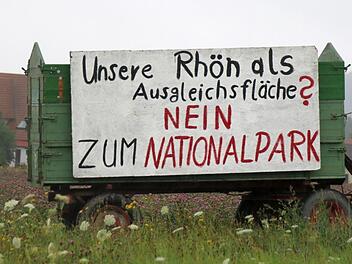 Unsere Rhön als
Ausgleichsfläche?
NEIN
ZUM NATIONALPARK